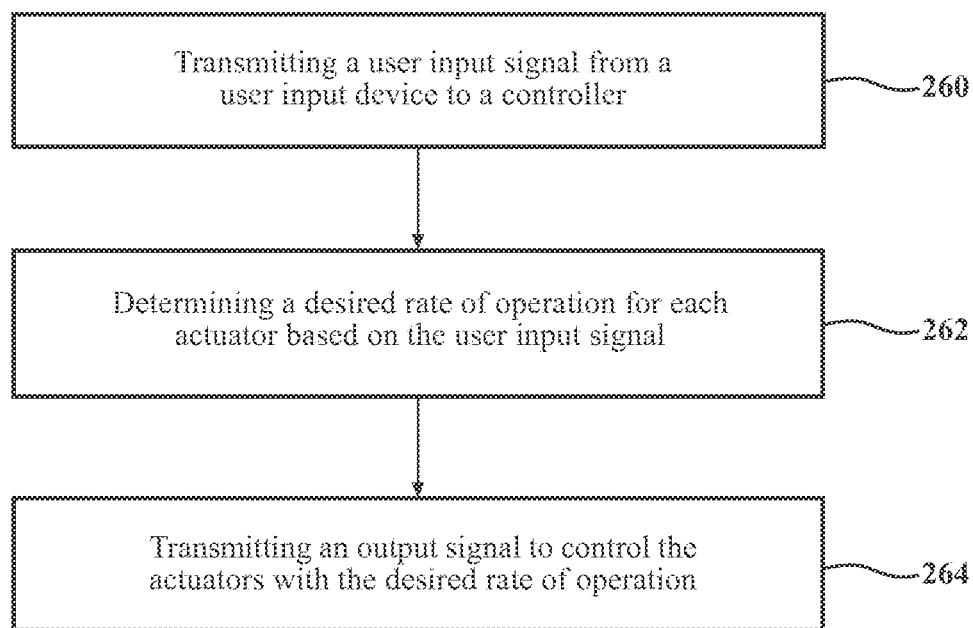 Transmitting a user input signal from a
user input device to a controller
260
Determining a desired rate of operation for each
actuator based on the user input signal
262
Transmitting an output signal to control the
actuators with the desired rate of operation
264